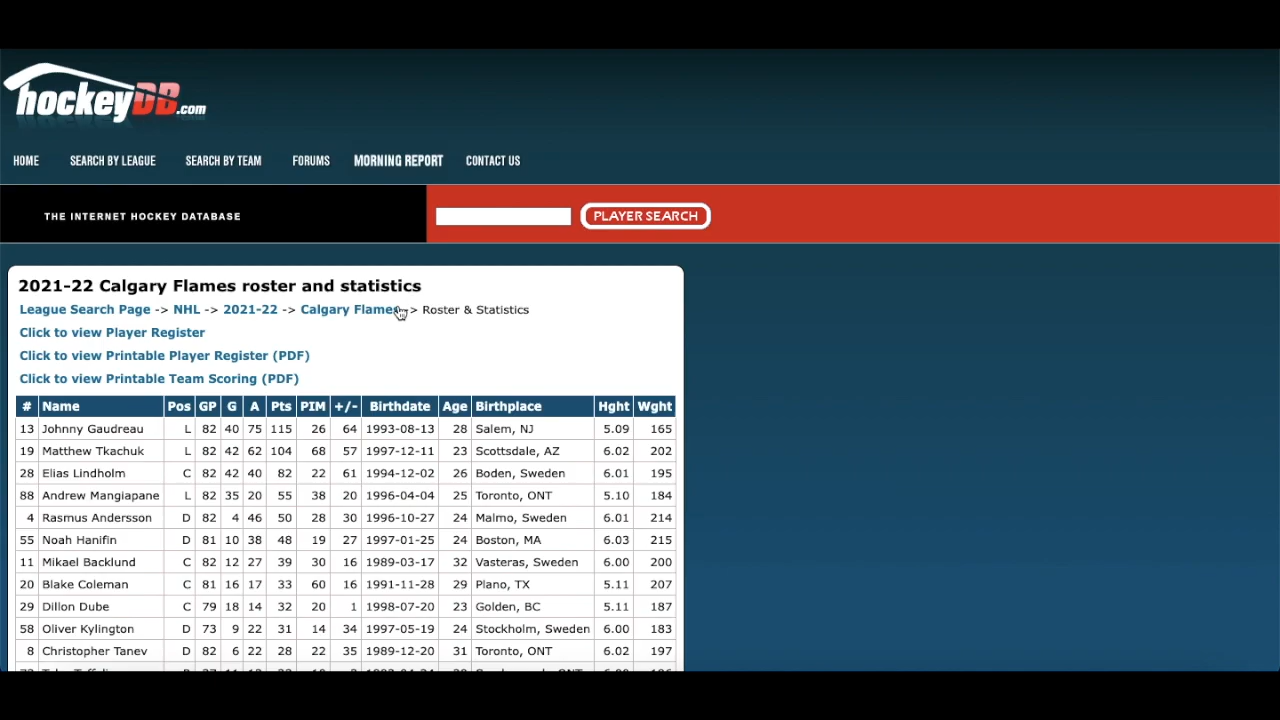 hockeyDB.com
HOME SEARCH BY LEAGUE SEARCH BY TEAM FORUMS MORNING REPORT CONTACT US
THE INTERNET HOCKEY DATABASE PLAYER SEARCH
2021-22 Calgary Flames roster and statistics
League Search Page -> NHL -> 2021-22 -> Calgary Flames -> Roster & Statistics
Click to view Player Register
Click to view Printable Player Register (PDF)
Click to view Printable Team Scoring (PDF)
# Name Pos GP G A Pts PIM +/- Birthdate Age Birthplace Hght Wght
13 Johnny Gaudreau L 82 40 75 115 26 64 1993-08-13 28 Salem, NJ 5.09 165
19 Matthew Tkachuk L 82 42 62 104 68 57 1997-12-11 23 Scottsdale, AZ 6.02 202
28 Elias Lindholm C 82 42 40 82 22 61 1994-12-02 26 Boden, Sweden 6.01 195
88 Andrew Mangiapane L 82 35 20 55 38 20 1996-04-04 25 Toronto, ONT 5.10 184
4 Rasmus Andersson D 82 4 46 50 28 30 1996-10-27 24 Malmo, Sweden 6.01 214
55 Noah Hanifin D 81 10 38 48 19 27 1997-01-25 24 Boston, MA 6.03 215
11 Mikael Backlund C 82 12 27 39 30 16 1989-03-17 32 Vasteras, Sweden 6.00 200
20 Blake Coleman C 81 16 17 33 60 16 1991-11-28 29 Plano, TX 5.11 207
29 Dillon Dube C 79 18 14 32 20 1 1998-07-20 23 Golden, BC 5.11 187
58 Oliver Kylington D 73 9 22 31 14 34 1997-05-19 24 Stockholm, Sweden 6.00 183
8 Christopher Tanev D 82 6 22 28 22 35 1989-12-20 31 Toronto, ONT 6.02 197